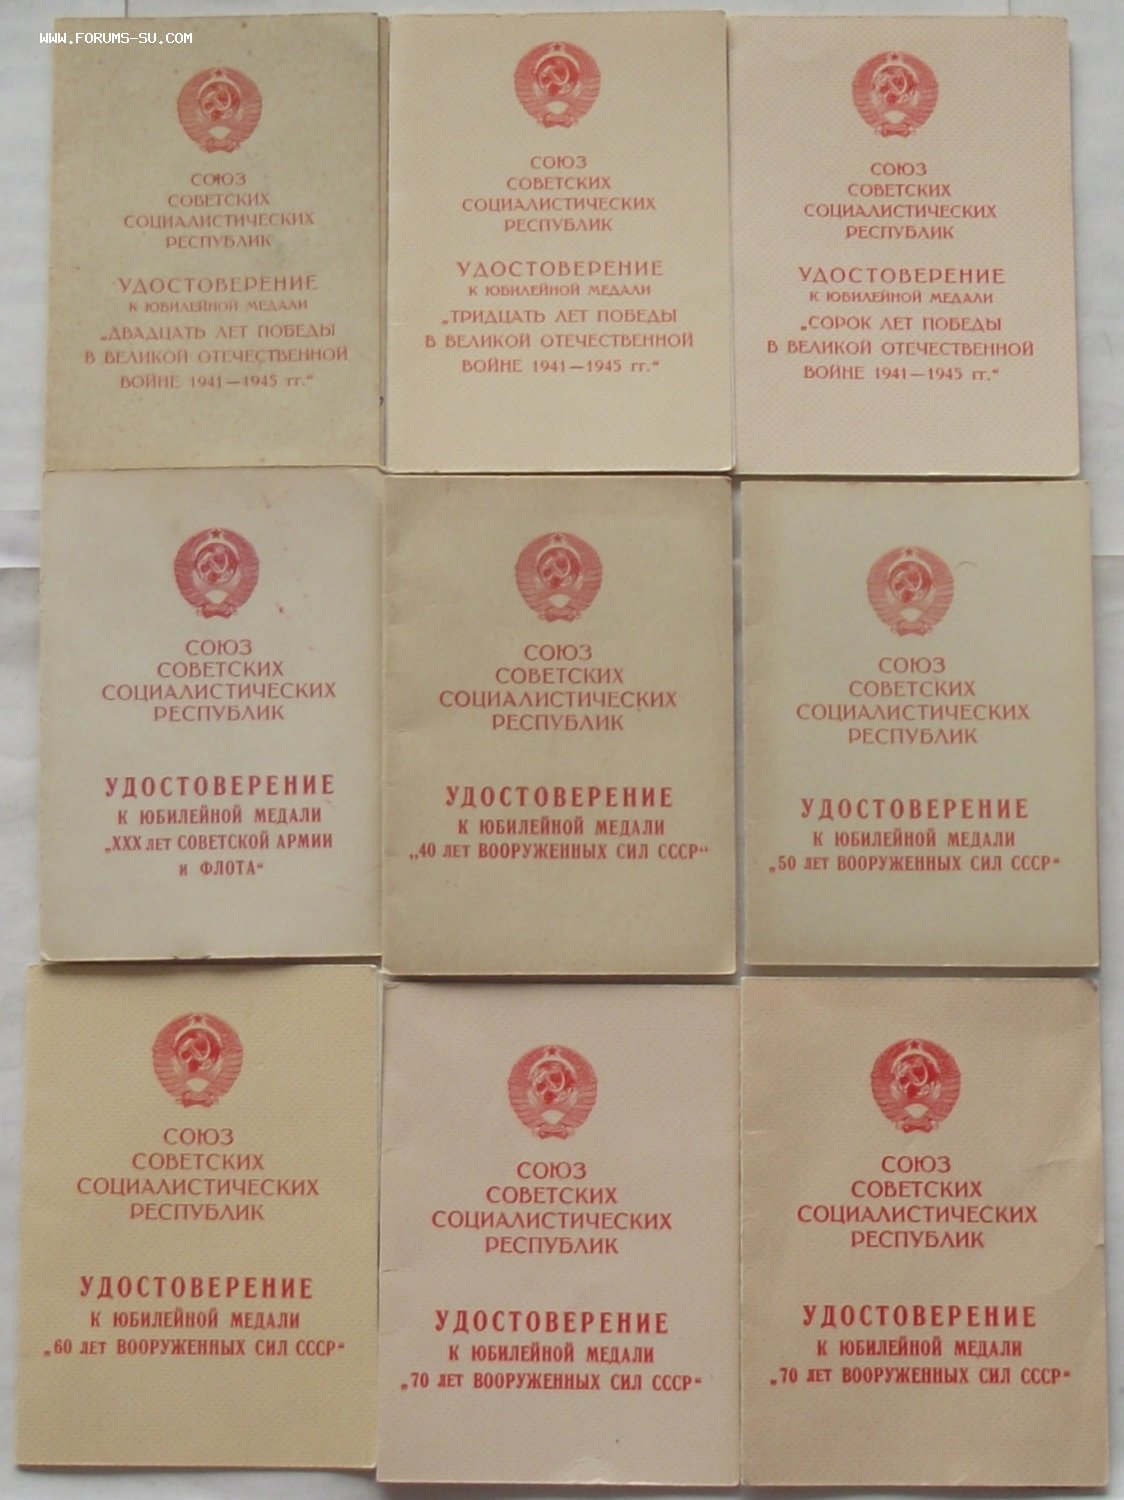 WWW.FORUMS-SU.COM
СОЮЗ
СОВЕТСКИХ
СОЦИАЛИСТИЧЕСКИХ
РЕСПУБЛИК
УДОСТОВЕРЕНИЕ
К ЮБИЛЕЙНОЙ МЕДАЛИ
„ДВАДЦАТЬ ЛЕТ ПОБЕДЫ
В ВЕЛИКОЙ ОТЕЧЕСТВЕННОЙ
ВОЙНЕ 1941—1945 гг.“
СОЮЗ
СОВЕТСКИХ
СОЦИАЛИСТИЧЕСКИХ
РЕСПУБЛИК
УДОСТОВЕРЕНИЕ
К ЮБИЛЕЙНОЙ МЕДАЛИ
„ТРИДЦАТЬ ЛЕТ ПОБЕДЫ
В ВЕЛИКОЙ ОТЕЧЕСТВЕННОЙ
ВОЙНЕ 1941—1945 гг.“
СОЮЗ
СОВЕТСКИХ
СОЦИАЛИСТИЧЕСКИХ
РЕСПУБЛИК
УДОСТОВЕРЕНИЕ
К ЮБИЛЕЙНОЙ МЕДАЛИ
„СОРОК ЛЕТ ПОБЕДЫ
В ВЕЛИКОЙ ОТЕЧЕСТВЕННОЙ
ВОЙНЕ 1941—1945 гг.“
СОЮЗ
СОВЕТСКИХ
СОЦИАЛИСТИЧЕСКИХ
РЕСПУБЛИК
УДОСТОВЕРЕНИЕ
К ЮБИЛЕЙНОЙ МЕДАЛИ
„XXX ЛЕТ СОВЕТСКОЙ АРМИИ
И ФЛОТА“
СОЮЗ
СОВЕТСКИХ
СОЦИАЛИСТИЧЕСКИХ
РЕСПУБЛИК
УДОСТОВЕРЕНИЕ
К ЮБИЛЕЙНОЙ МЕДАЛИ
„40 ЛЕТ ВООРУЖЕННЫХ СИЛ СССР“
СОЮЗ
СОВЕТСКИХ
СОЦИАЛИСТИЧЕСКИХ
РЕСПУБЛИК
УДОСТОВЕРЕНИЕ
К ЮБИЛЕЙНОЙ МЕДАЛИ
„50 ЛЕТ ВООРУЖЕННЫХ СИЛ СССР“
СОЮЗ
СОВЕТСКИХ
СОЦИАЛИСТИЧЕСКИХ
РЕСПУБЛИК
УДОСТОВЕРЕНИЕ
К ЮБИЛЕЙНОЙ МЕДАЛИ
„60 ЛЕТ ВООРУЖЕННЫХ СИЛ СССР“
СОЮЗ
СОВЕТСКИХ
СОЦИАЛИСТИЧЕСКИХ
РЕСПУБЛИК
УДОСТОВЕРЕНИЕ
К ЮБИЛЕЙНОЙ МЕДАЛИ
„70 ЛЕТ ВООРУЖЕННЫХ СИЛ СССР“
СОЮЗ
СОВЕТСКИХ
СОЦИАЛИСТИЧЕСКИХ
РЕСПУБЛИК
УДОСТОВЕРЕНИЕ
К ЮБИЛЕЙНОЙ МЕДАЛИ
„70 ЛЕТ ВООРУЖЕННЫХ СИЛ СССР“